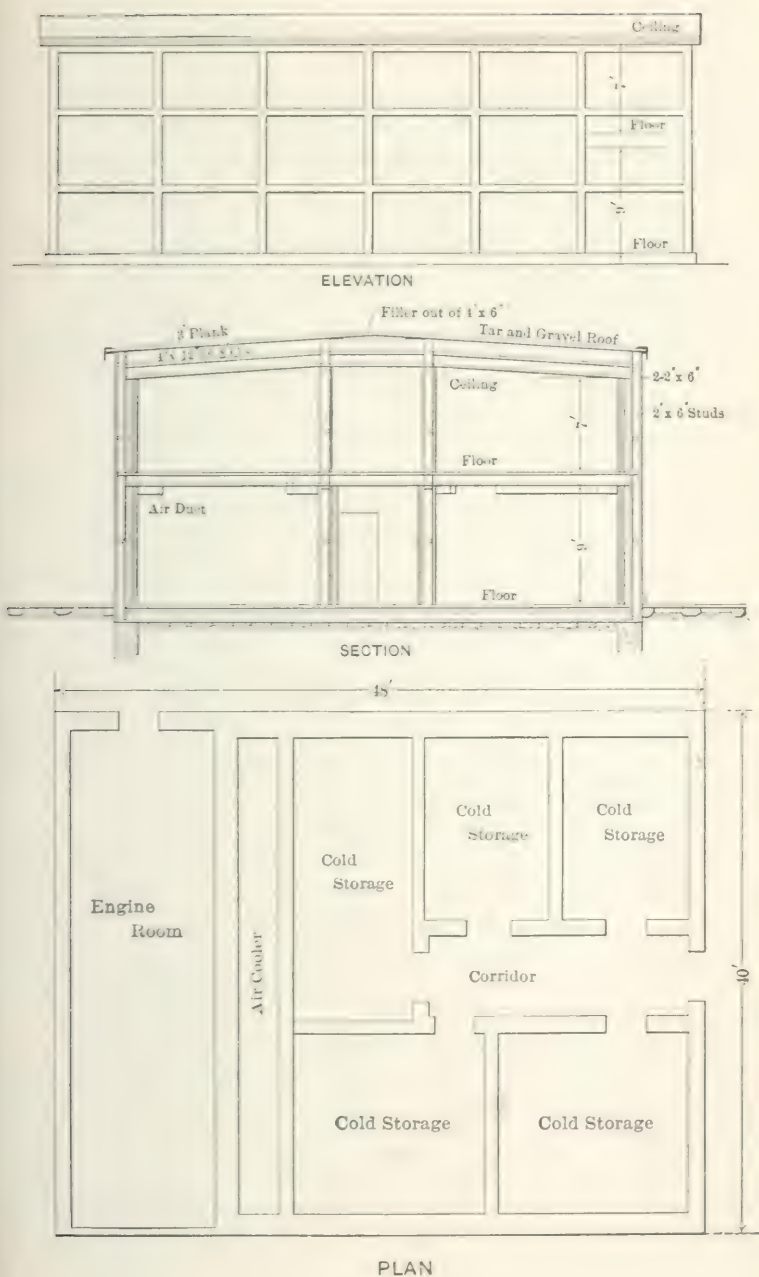 Ceiling
Floor
Floor
ELEVATION
Filler out of 4" x 6"
3" Plank
Tar and Gravel Roof
2-2" x 6"
Ceiling
2" x 6" Studs
Floor
Air Duct
Floor
SECTION
48'
Cold
Storage
Cold
Storage
Cold
Storage
Engine
Room
Air Cooler
Corridor
40'
Cold Storage
Cold Storage
PLAN